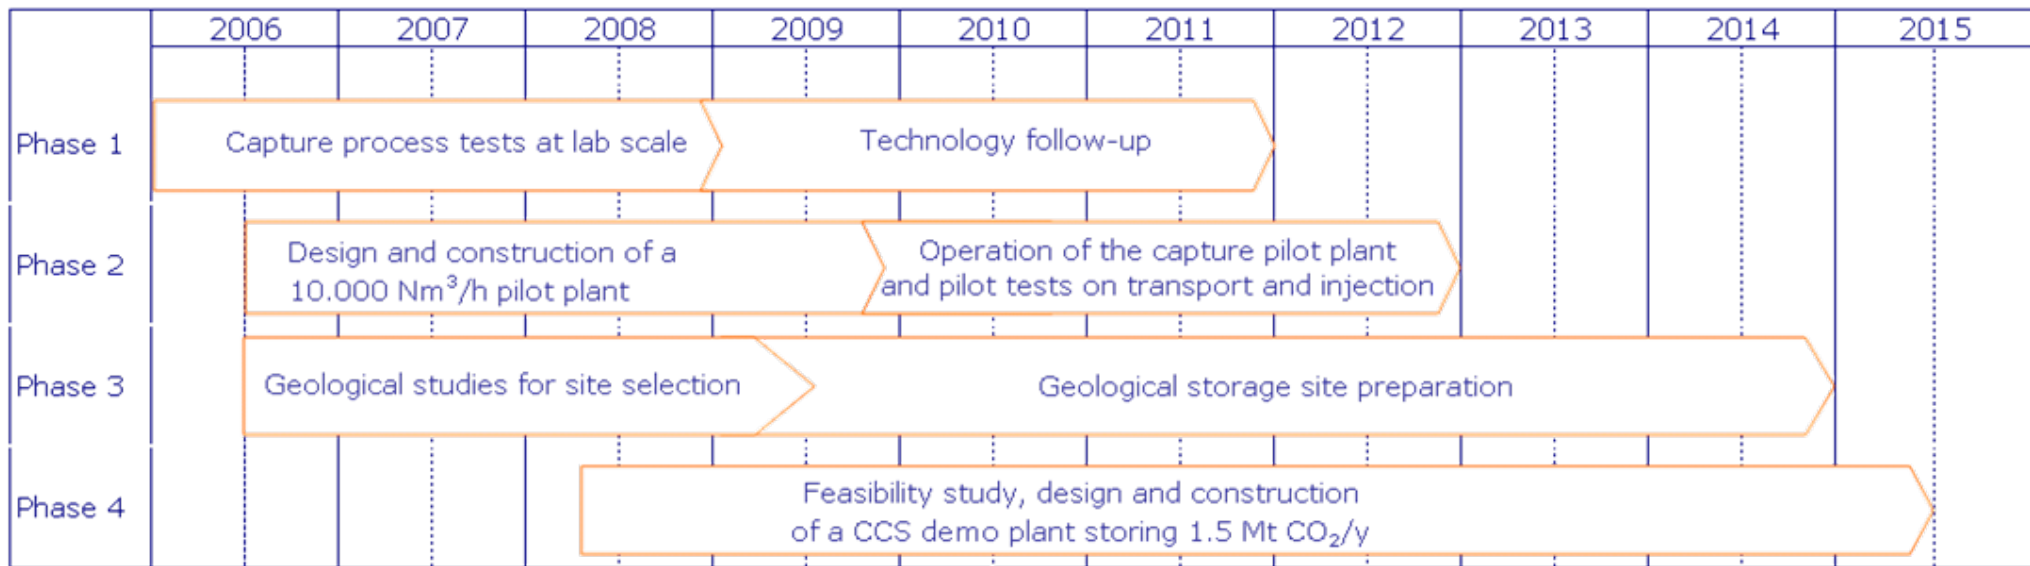 2006 2007 2008 2009 2010 2011 2012 2013 2014 2015
Phase 1
Capture process tests at lab scale
Technology follow-up
Phase 2
Design and construction of a
10.000 Nm³/h pilot plant
Operation of the capture pilot plant
and pilot tests on transport and injection
Phase 3
Geological studies for site selection
Geological storage site preparation
Phase 4
Feasibility study, design and construction
of a CCS demo plant storing 1.5 Mt CO₂/y